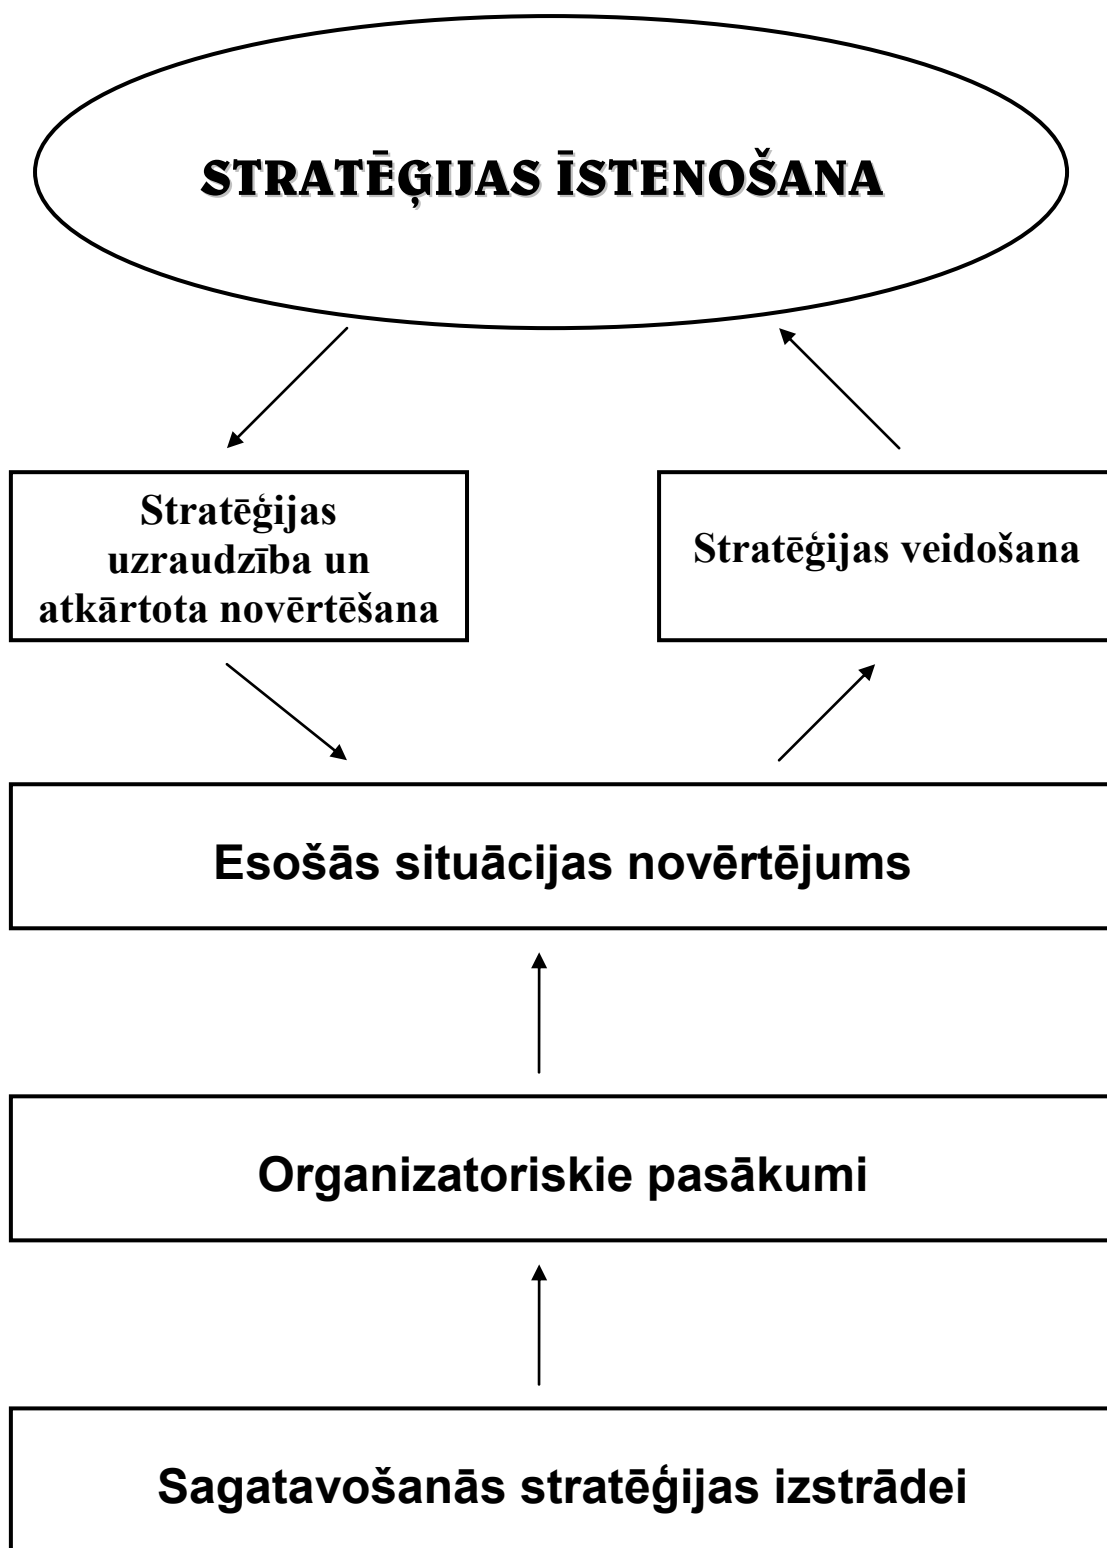 STRATĒĢIJAS ĪSTENOŠANA
Stratēģijas
uzraudzība un
atkārtota novērtēšana
Stratēģijas veidošana
Esošās situācijas novērtējums
Organizatoriskie pasākumi
Sagatavošanās stratēģijas izstrādei